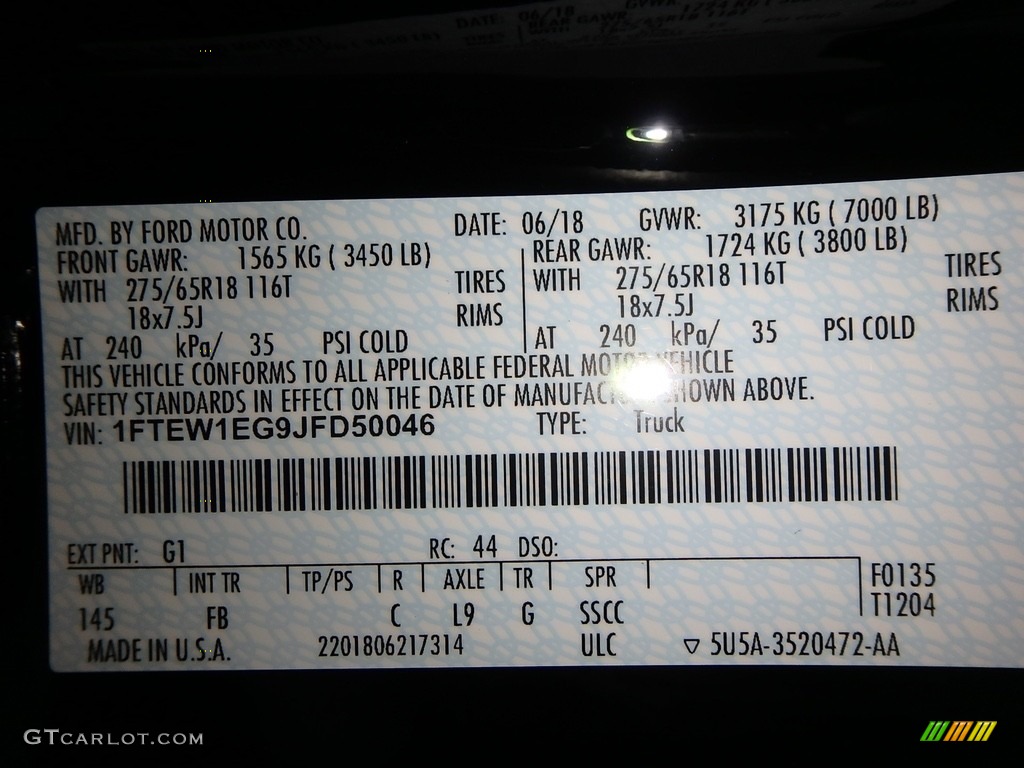 MFD. BY FORD MOTOR CO. DATE: 06/18 GVWR: 3175 KG ( 7000 LB)
FRONT GAWR: 1565 KG ( 3450 LB) REAR GAWR: 1724 KG ( 3800 LB)
WITH 275/65R18 116T TIRES WITH 275/65R18 116T TIRES
18x7.5J RIMS 18x7.5J RIMS
AT 240 kPa/ 35 PSI COLD AT 240 kPa/ 35 PSI COLD
THIS VEHICLE CONFORMS TO ALL APPLICABLE FEDERAL MOTOR VEHICLE
SAFETY STANDARDS IN EFFECT ON THE DATE OF MANUFACTURE SHOWN ABOVE.
VIN: 1FTEW1EG9JFD50046 TYPE: Truck
EXT PNT: G1 RC: 44 DSO:
WB INT TR TP/PS R AXLE TR SPR F0135
145 FB C L9 G SSCC T1204
MADE IN U.S.A. 2201806217314 ULC ▽ 5U5A-3520472-AA
GTCARLOT.COM